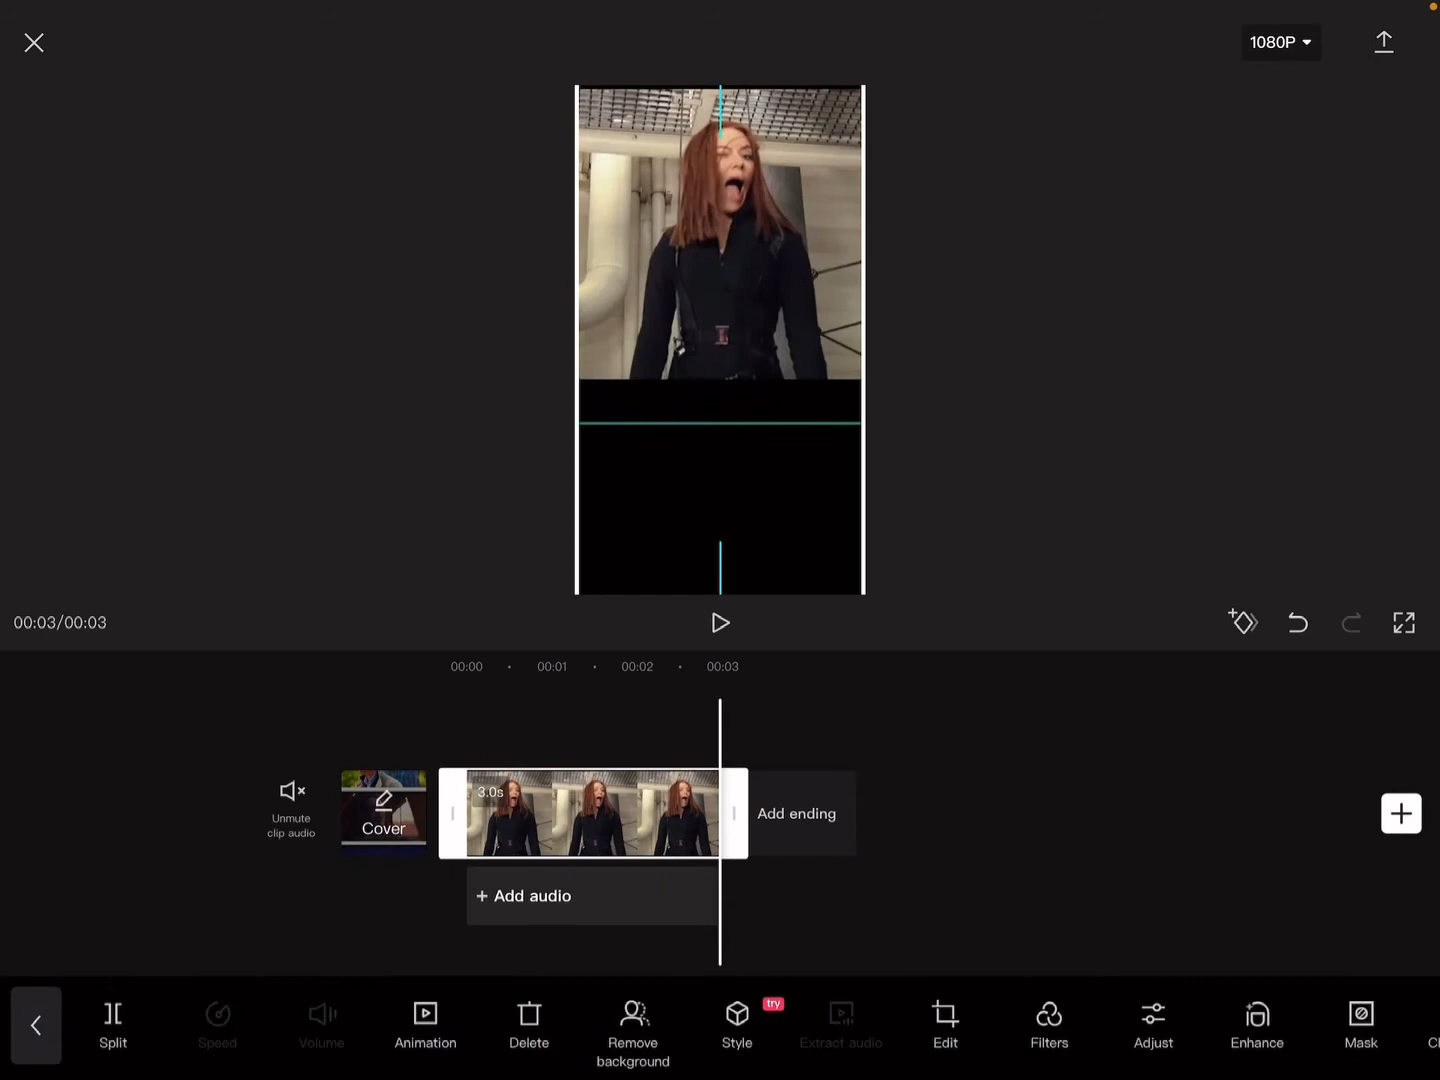 1080P
00:03/00:03
00:00
00:01
00:02
00:03
Unmute
clip audio
Cover
3.0s
Add ending
+ Add audio
try
Split
Speed
Volume
Animation
Delete
Remove
background
Style
Extract audio
Edit
Filters
Adjust
Enhance
Mask